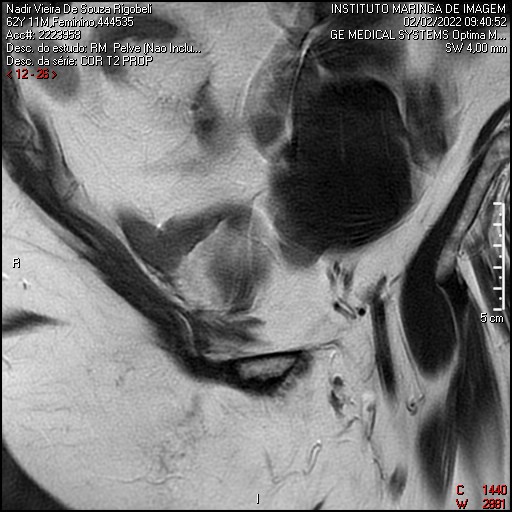 Nadir Vieira De Souza Rigobeli
62Y 11M,Feminino,444535
Acc#: 2223953
Desc. do estudo: RM Pelve (Nao Inclu...
Desc. da série: COR T2 PROP
< 12 - 26 >
INSTITUTO MARINGA DE IMAGEM
02/02/2022 09:40:52
GE MEDICAL SYSTEMS Optima M...
SW 4,00 mm
R
5 cm
I
C 1440
W 2881